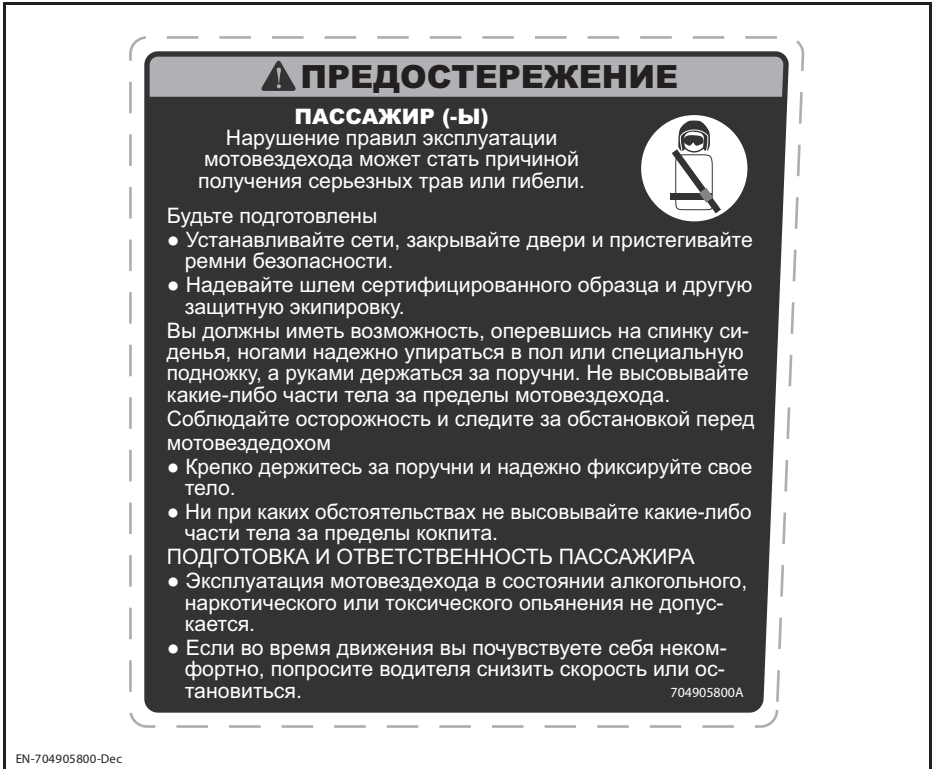 ПРЕДОСТЕРЕЖЕНИЕ
ПАССАЖИР (-Ы)
Нарушение правил эксплуатации
мотовездехода может стать причиной
получения серьезных трав или гибели.
Будьте подготовлены
● Устанавливайте сети, закрывайте двери и пристегивайте
ремни безопасности.
● Надевайте шлем сертифицированного образца и другую
защитную экипировку.
Вы должны иметь возможность, оперевшись на спинку си-
денья, ногами надежно упираться в пол или специальную
подножку, а руками держаться за поручни. Не высовывайте
какие-либо части тела за пределы мотовездехода.
Соблюдайте осторожность и следите за обстановкой перед
мотовездедохом
● Крепко держитесь за поручни и надежно фиксируйте свое
тело.
● Ни при каких обстоятельствах не высовывайте какие-либо
части тела за пределы кокпита.
ПОДГОТОВКА И ОТВЕТСТВЕННОСТЬ ПАССАЖИРА
● Эксплуатация мотовездехода в состоянии алкогольного,
наркотического или токсического опьянения не допус-
кается.
● Если во время движения вы почувствуете себя неком-
фортно, попросите водителя снизить скорость или ос-
тановиться.
704905800A
EN-704905800-Dec